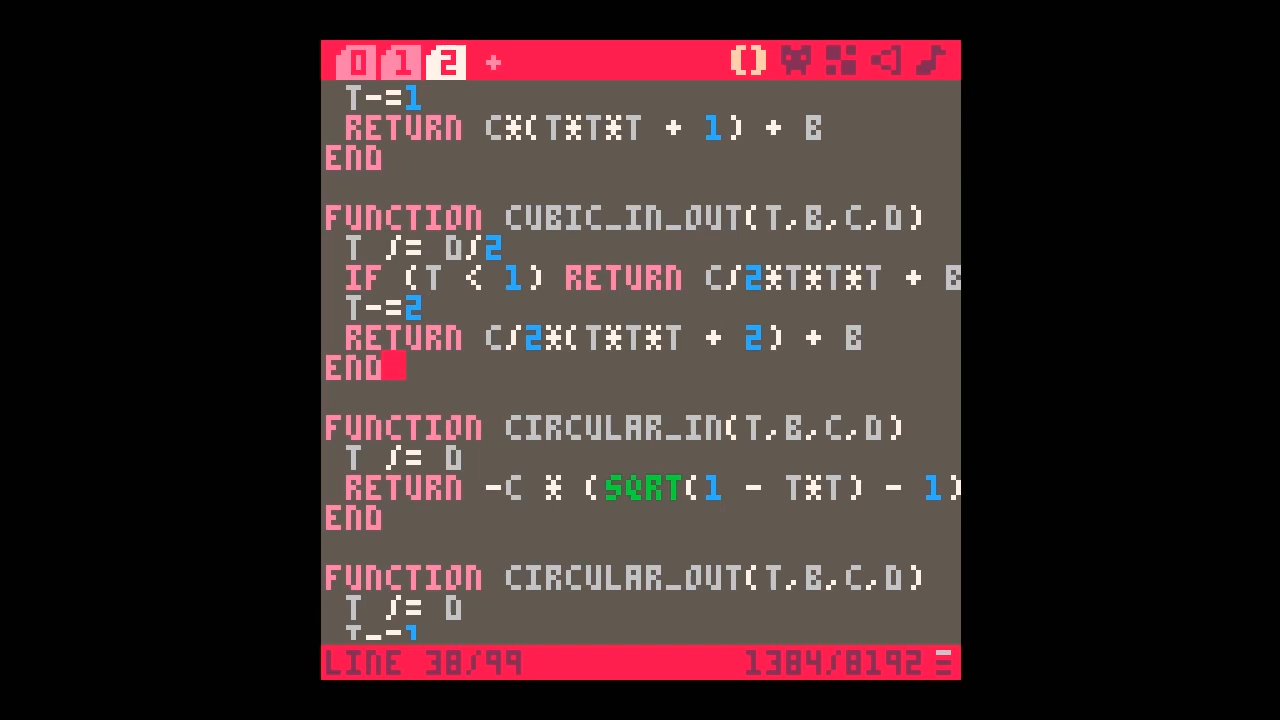 0 1 2 +
T-=1
RETURN C*(T*T*T + 1) + B
END
FUNCTION CUBIC_IN_OUT(T,B,C,D)
T /= D/2
IF (T < 1) RETURN C/2*T*T*T + B
T-=2
RETURN C/2*(T*T*T + 2) + B
END
FUNCTION CIRCULAR_IN(T,B,C,D)
T /= D
RETURN -C * (SQRT(1 - T*T) - 1)
END
FUNCTION CIRCULAR_OUT(T,B,C,D)
T /= D
T-=1
LINE 38/99 1384/8192